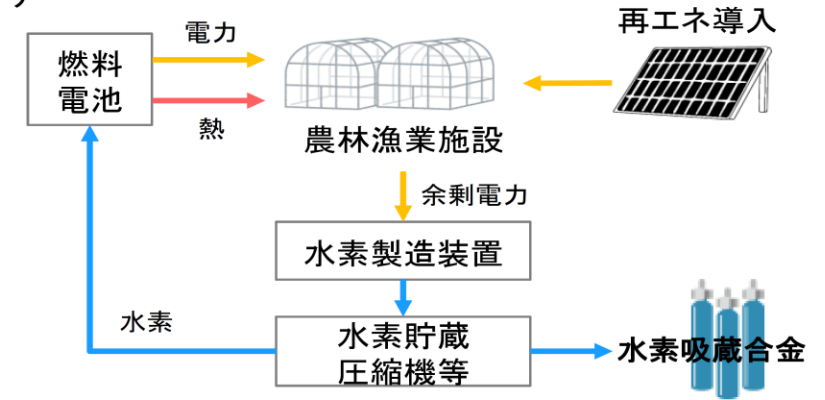 再エネ導入
電力
燃料
電池
熱
農林漁業施設
余剰電力
水素製造装置
水素
水素貯蔵
圧縮機等
水素吸蔵合金